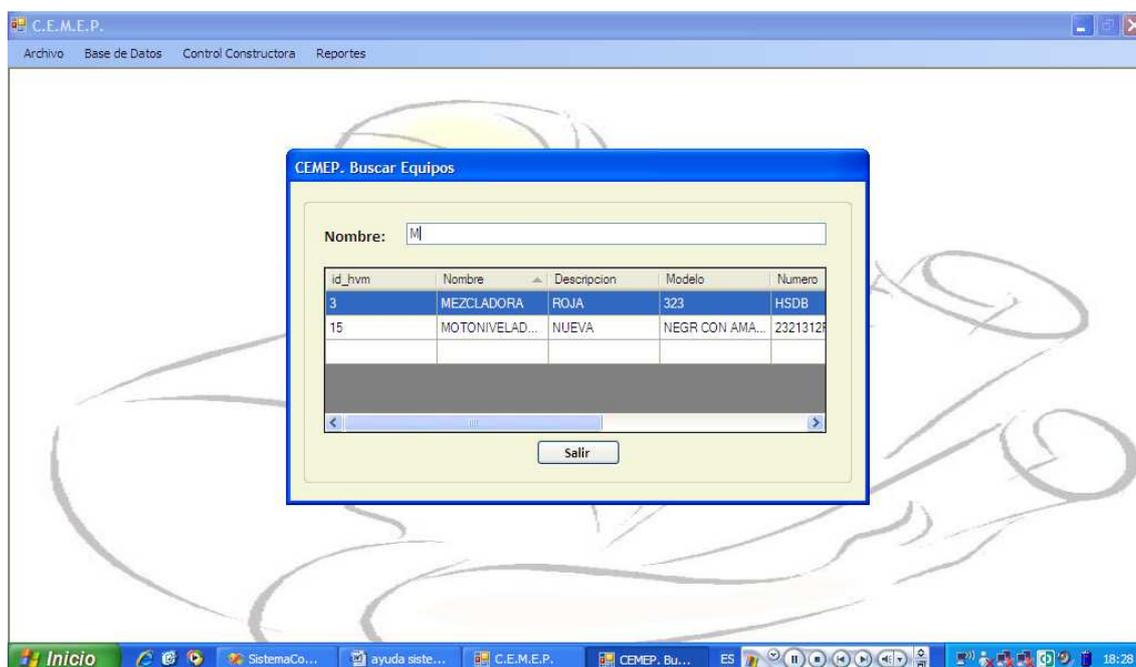 C.E.M.E.P.
Archivo Base de Datos Control Constructora Reportes
CEMEP. Buscar Equipos
Nombre: M
id_hvm Nombre Descripcion Modelo Numero
3 MEZCLADORA ROJA 323 HSDB
15 MOTONIVELAD... NUEVA NEGR CON AMA...
Salir
Inicio SistemaCo... ayuda siste... C.E.M.E.P. CEMEP. Bu... ES 18:28